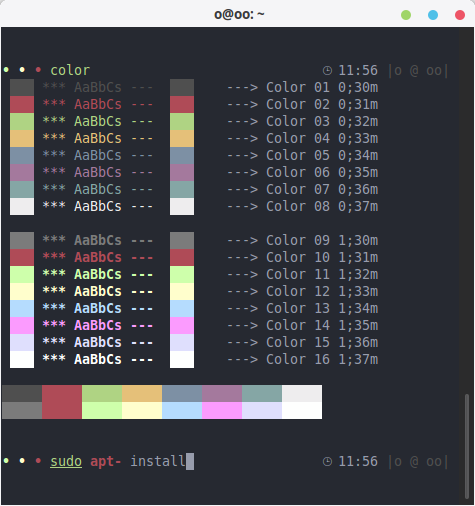 o@oo: ~
• • • color 11:56 |o @ oo|
*** AaBbCs --- ---> Color 01 0;30m
*** AaBbCs --- ---> Color 02 0;31m
*** AaBbCs --- ---> Color 03 0;32m
*** AaBbCs --- ---> Color 04 0;33m
*** AaBbCs --- ---> Color 05 0;34m
*** AaBbCs --- ---> Color 06 0;35m
*** AaBbCs --- ---> Color 07 0;36m
*** AaBbCs --- ---> Color 08 0;37m
*** AaBbCs --- ---> Color 09 1;30m
*** AaBbCs --- ---> Color 10 1;31m
*** AaBbCs --- ---> Color 11 1;32m
*** AaBbCs --- ---> Color 12 1;33m
*** AaBbCs --- ---> Color 13 1;34m
*** AaBbCs --- ---> Color 14 1;35m
*** AaBbCs --- ---> Color 15 1;36m
*** AaBbCs --- ---> Color 16 1;37m
• • • sudo apt- install 11:56 |o @ oo|